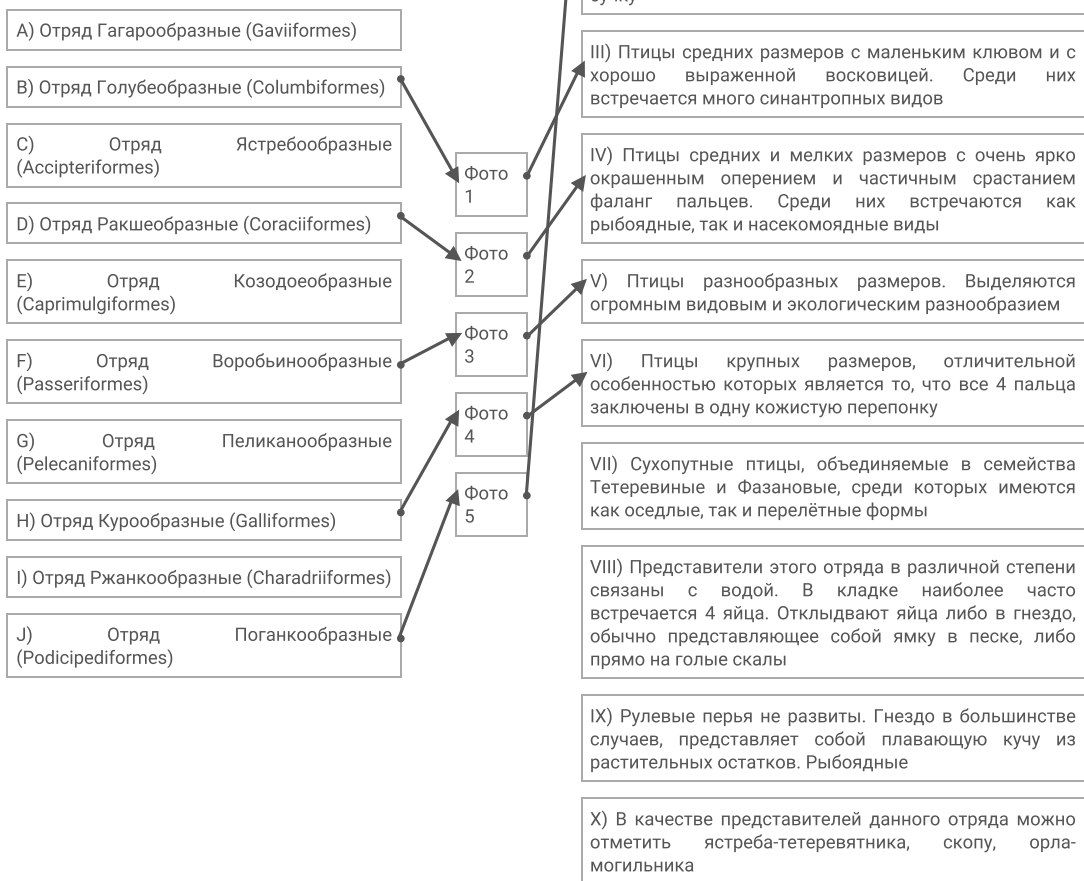 A) Отряд Гагарообразные (Gaviiformes)
B) Отряд Голубеобразные (Columbiformes)
C) Отряд Ястребообразные
(Accipteriformes)
D) Отряд Ракшеобразные (Coraciiformes)
E) Отряд Козодоеобразные
(Caprimulgiformes)
F) Отряд Воробьинообразные
(Passeriformes)
G) Отряд Пеликанообразные
(Pelecaniformes)
H) Отряд Курообразные (Galliformes)
I) Отряд Ржанкообразные (Charadriiformes)
J) Отряд Поганкообразные
(Podicipediformes)
Фото
1
Фото
2
Фото
3
Фото
4
Фото
5
III) Птицы средних размеров с маленьким клювом и с
хорошо выраженной восковицей. Среди них
встречается много синантропных видов
IV) Птицы средних и мелких размеров с очень ярко
окрашенным оперением и частичным срастанием
фаланг пальцев. Среди них встречаются как
рыбоядные, так и насекомоядные виды
V) Птицы разнообразных размеров. Выделяются
огромным видовым и экологическим разнообразием
VI) Птицы крупных размеров, отличительной
особенностью которых является то, что все 4 пальца
заключены в одну кожистую перепонку
VII) Сухопутные птицы, объединяемые в семейства
Тетеревиные и Фазановые, среди которых имеются
как оседлые, так и перелётные формы
VIII) Представители этого отряда в различной степени
связаны с водой. В кладке наиболее часто
встречается 4 яйца. Отклыдвают яйца либо в гнездо,
обычно представляющее собой ямку в песке, либо
прямо на голые скалы
IX) Рулевые перья не развиты. Гнездо в большинстве
случаев, представляет собой плавающую кучу из
растительных остатков. Рыбоядные
X) В качестве представителей данного отряда можно
отметить ястреба-тетеревятника, скопу, орла-
могильника